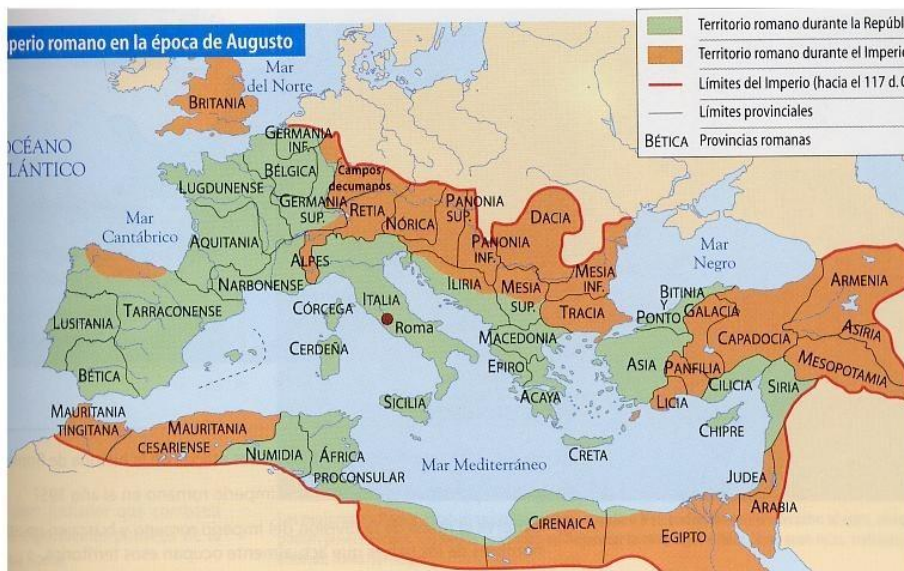 perio romano en la época de Augusto
Territorio romano durante la Repúbl
Territorio romano durante el Imperio
Límites del Imperio (hacia el 117 d. C
Límites provinciales
BÉTICA Provincias romanas
Mar
del Norte
BRITANIA
OCÉANO
TLÁNTICO
GERMANIA
INF.
BÉLGICA
LUGDUNENSE
Campos
decumanos
GERMANIA
SUP.
RETIA
NÓRICA
PANONIA
SUP.
DACIA
Mar
Cantábrico
AQUITANIA
PANONIA
INF.
ALPES
NARBONENSE
ILIRIA
MESIA
SUP.
MESIA
INF.
Mar
Negro
ARMENIA
TARRACONENSE
LUSITANIA
CÓRCEGA
ITALIA
Roma
TRACIA
BITINIA
Y
PONTO
GALACIA
CAPADOCIA
ASIRIA
MESOPOTAMIA
CERDEÑA
MACEDONIA
EPIRO
ASIA
PANFILIA
CILICIA
SIRIA
BÉTICA
SICILIA
ACAYA
LICIA
CHIPRE
MAURITANIA
TINGITANA
MAURITANIA
CESARIENSE
NUMIDIA
ÁFRICA
PROCONSULAR
Mar Mediterráneo
CRETA
JUDEA
ARABIA
CIRENAICA
EGIPTO